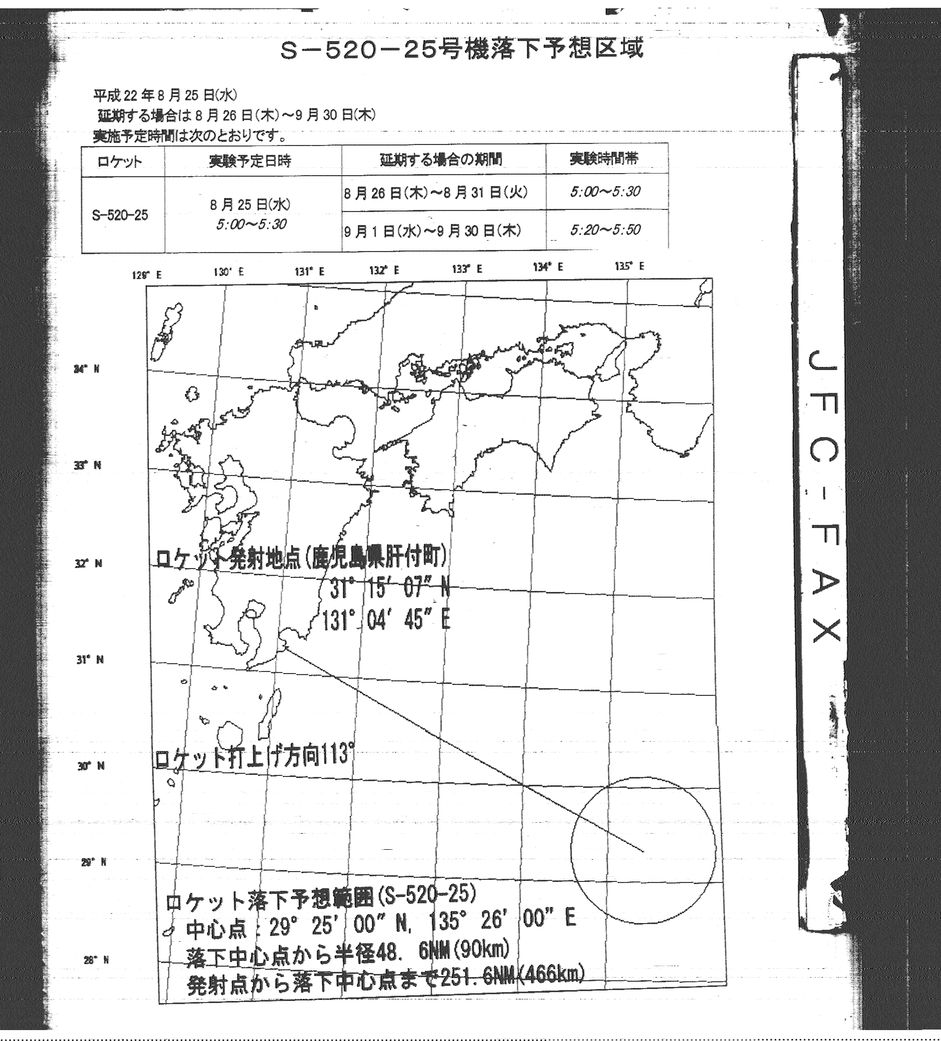 S－520－25号機落下予想区域
平成22年8月25日(水)
延期する場合は8月26日(木)～9月30日(木)
実施予定時間は次のとおりです。
ロケット 実験予定日時 延期する場合の期間 実験時間帯
S-520-25 8月25日(水) 5:00～5:30 8月26日(木)～8月31日(火) 5:00～5:30
9月1日(水)～9月30日(木) 5:20～5:50
129° E 130° E 131° E 132° E 133° E 134° E 135° E
34° N
33° N
32° N
31° N
30° N
29° N
28° N
ロケット発射地点(鹿児島県肝付町)
31° 15′ 07″ N
131° 04′ 45″ E
ロケット打上げ方向113°
ロケット落下予想範囲(S-520-25)
中心点：29° 25′ 00″ N, 135° 26′ 00″ E
落下中心点から半径48. 6NM(90km)
発射点から落下中心点まで251. 6NM(466km)
JFC-FAX